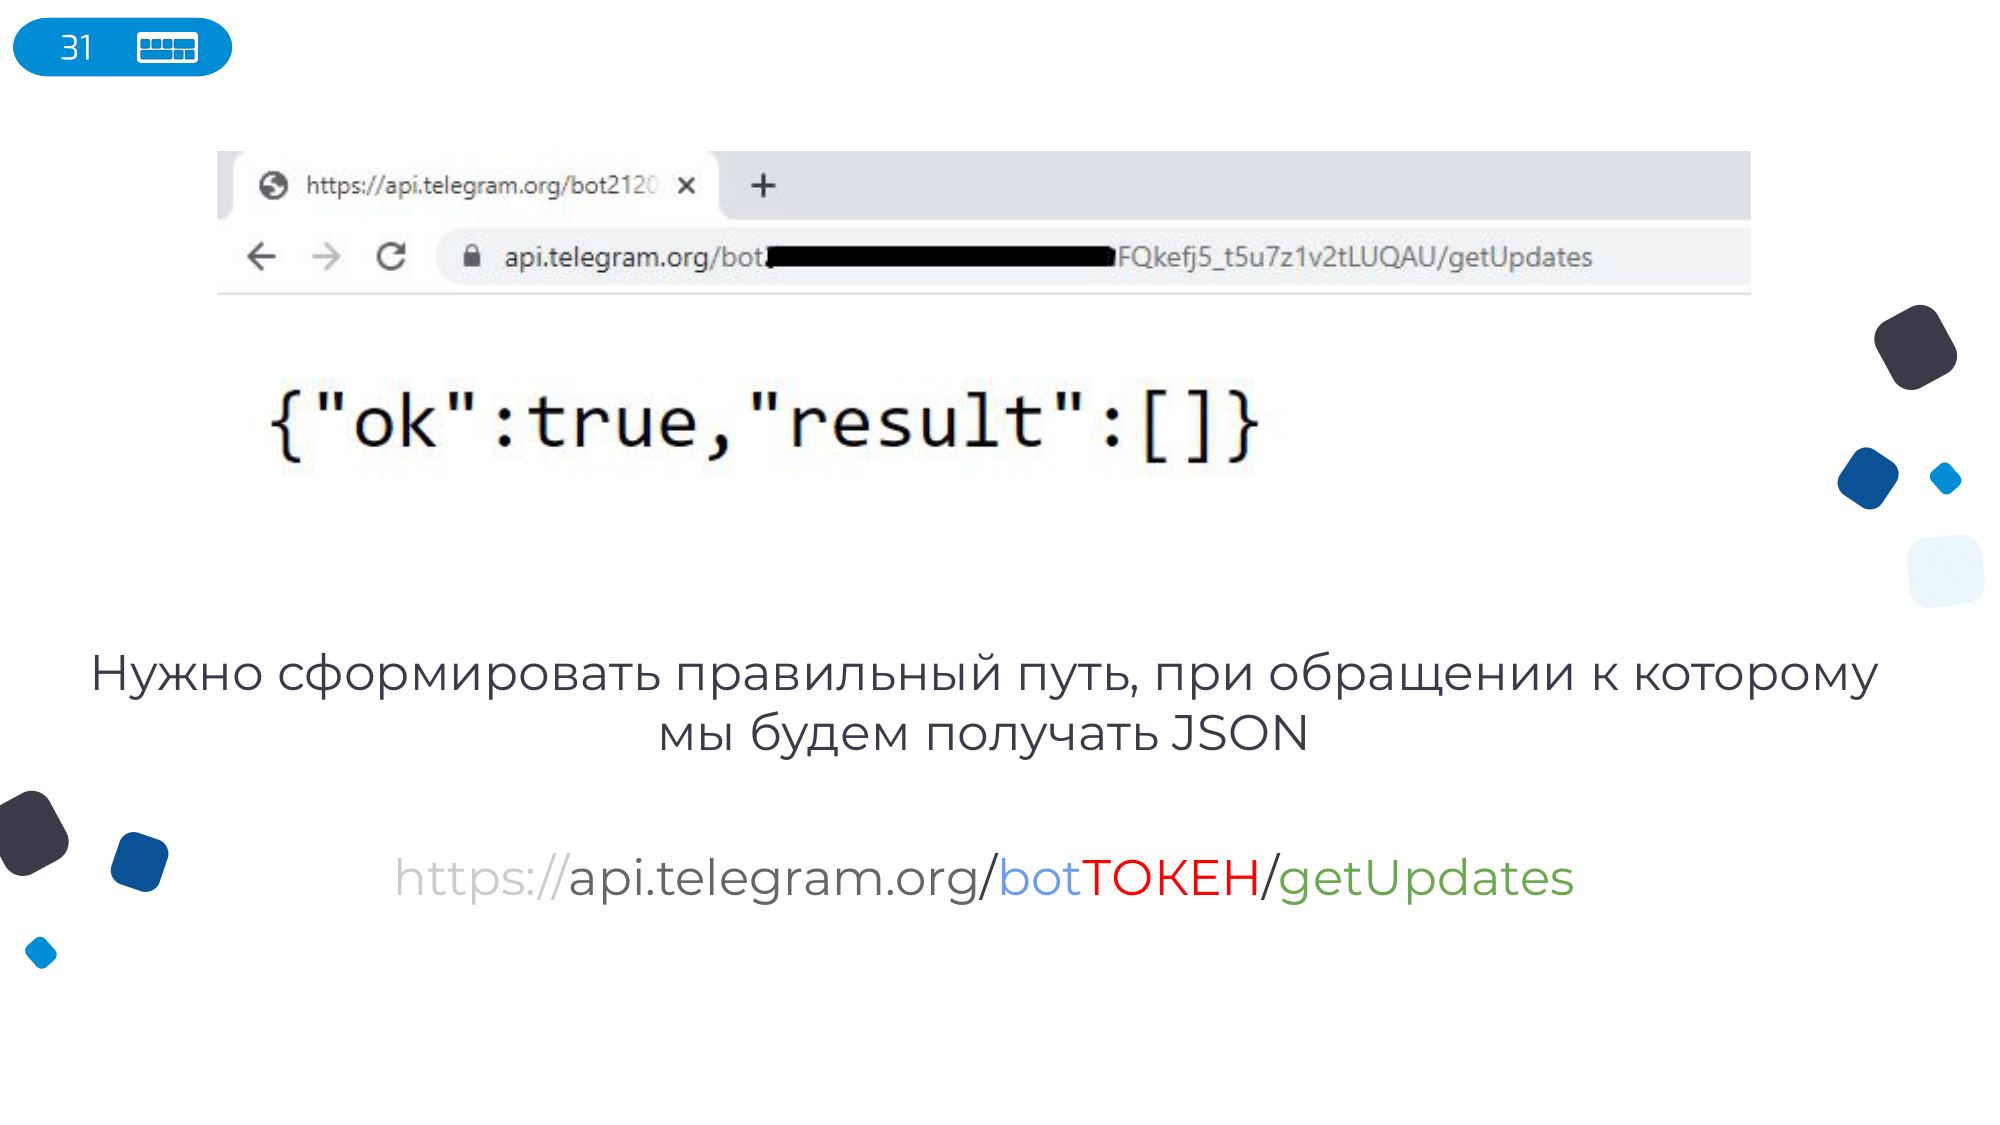 31
https://api.telegram.org/bot2120
api.telegram.org/bot FQkefj5_t5u7z1v2tLUQAU/getUpdates
{"ok":true,"result":[]}
Нужно сформировать правильный путь, при обращении к которому
мы будем получать JSON
https://api.telegram.org/botТОКЕН/getUpdates